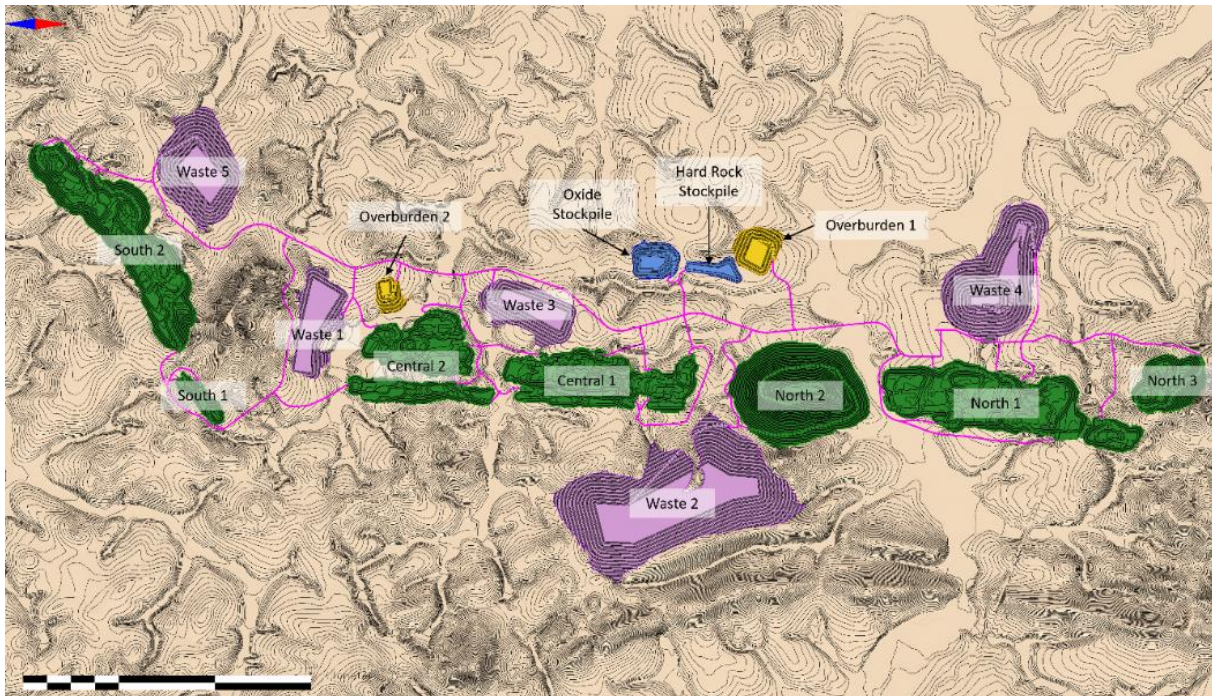 Waste 5
South 2
Overburden 2
Oxide
Stockpile
Hard Rock
Stockpile
Overburden 1
Waste 4
Waste 1
Waste 3
Central 2
Central 1
South 1
North 2
North 1
North 3
Waste 2